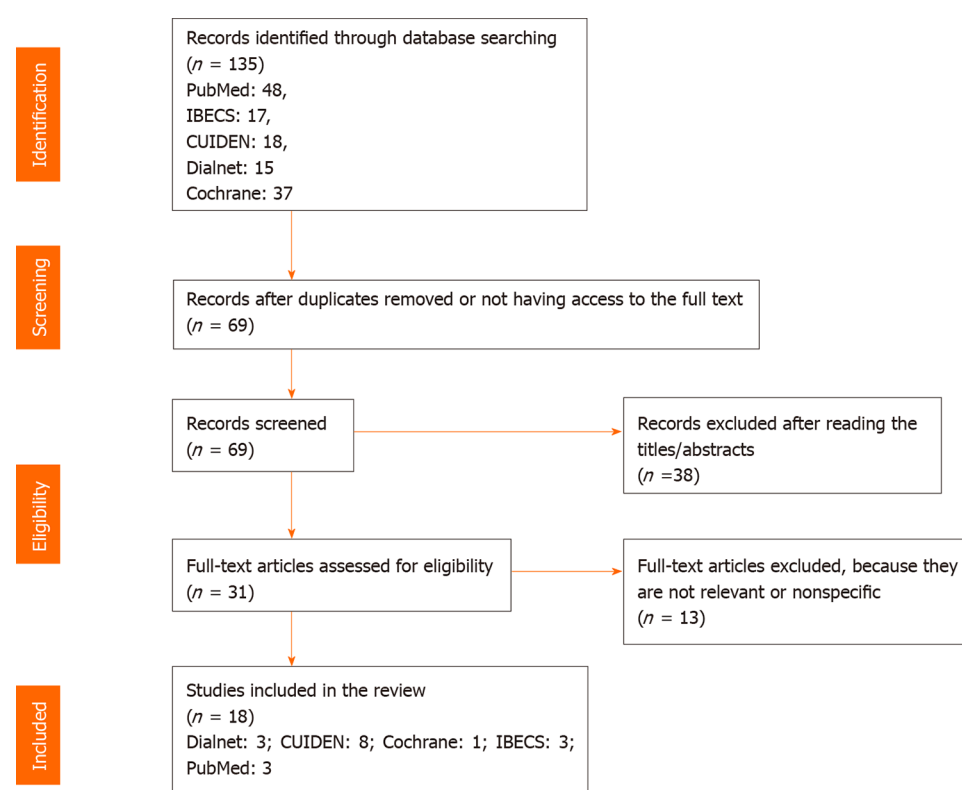 Identification
Records identified through database searching
(n = 135)
PubMed: 48,
IBECS: 17,
CUIDEN: 18,
Dialnet: 15
Cochrane: 37
Screening
Records after duplicates removed or not having access to the full text
(n = 69)
Records screened
(n = 69)
Records excluded after reading the
titles/abstracts
(n =38)
Eligibility
Full-text articles assessed for eligibility
(n = 31)
Full-text articles excluded, because they
are not relevant or nonspecific
(n = 13)
Included
Studies included in the review
(n = 18)
Dialnet: 3; CUIDEN: 8; Cochrane: 1; IBECS: 3;
PubMed: 3